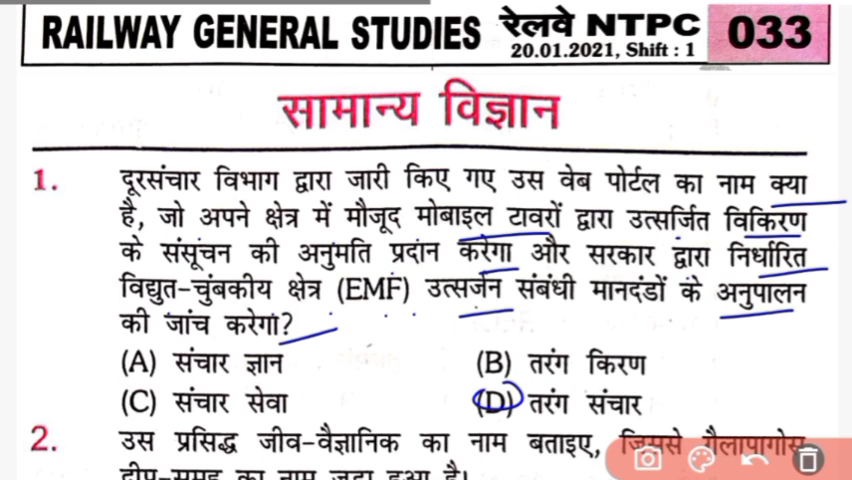 RAILWAY GENERAL STUDIES रेलवे NTPC 033
20.01.2021, Shift : 1
सामान्य विज्ञान
1. दूरसंचार विभाग द्वारा जारी किए गए उस वेब पोर्टल का नाम क्या
है, जो अपने क्षेत्र में मौजूद मोबाइल टावरों द्वारा उत्सर्जित विकिरण
के संसूचन की अनुमति प्रदान करेगा और सरकार द्वारा निर्धारित
विद्युत-चुंबकीय क्षेत्र (EMF) उत्सर्जन संबंधी मानदंडों के अनुपालन
की जांच करेगा?
(A) संचार ज्ञान (B) तरंग किरण
(C) संचार सेवा (D) तरंग संचार
2. उस प्रसिद्ध जीव-वैज्ञानिक का नाम बताइए, जिससे गैलापागोस
द्वीप-समूह का नाम जुड़ा हुआ है।